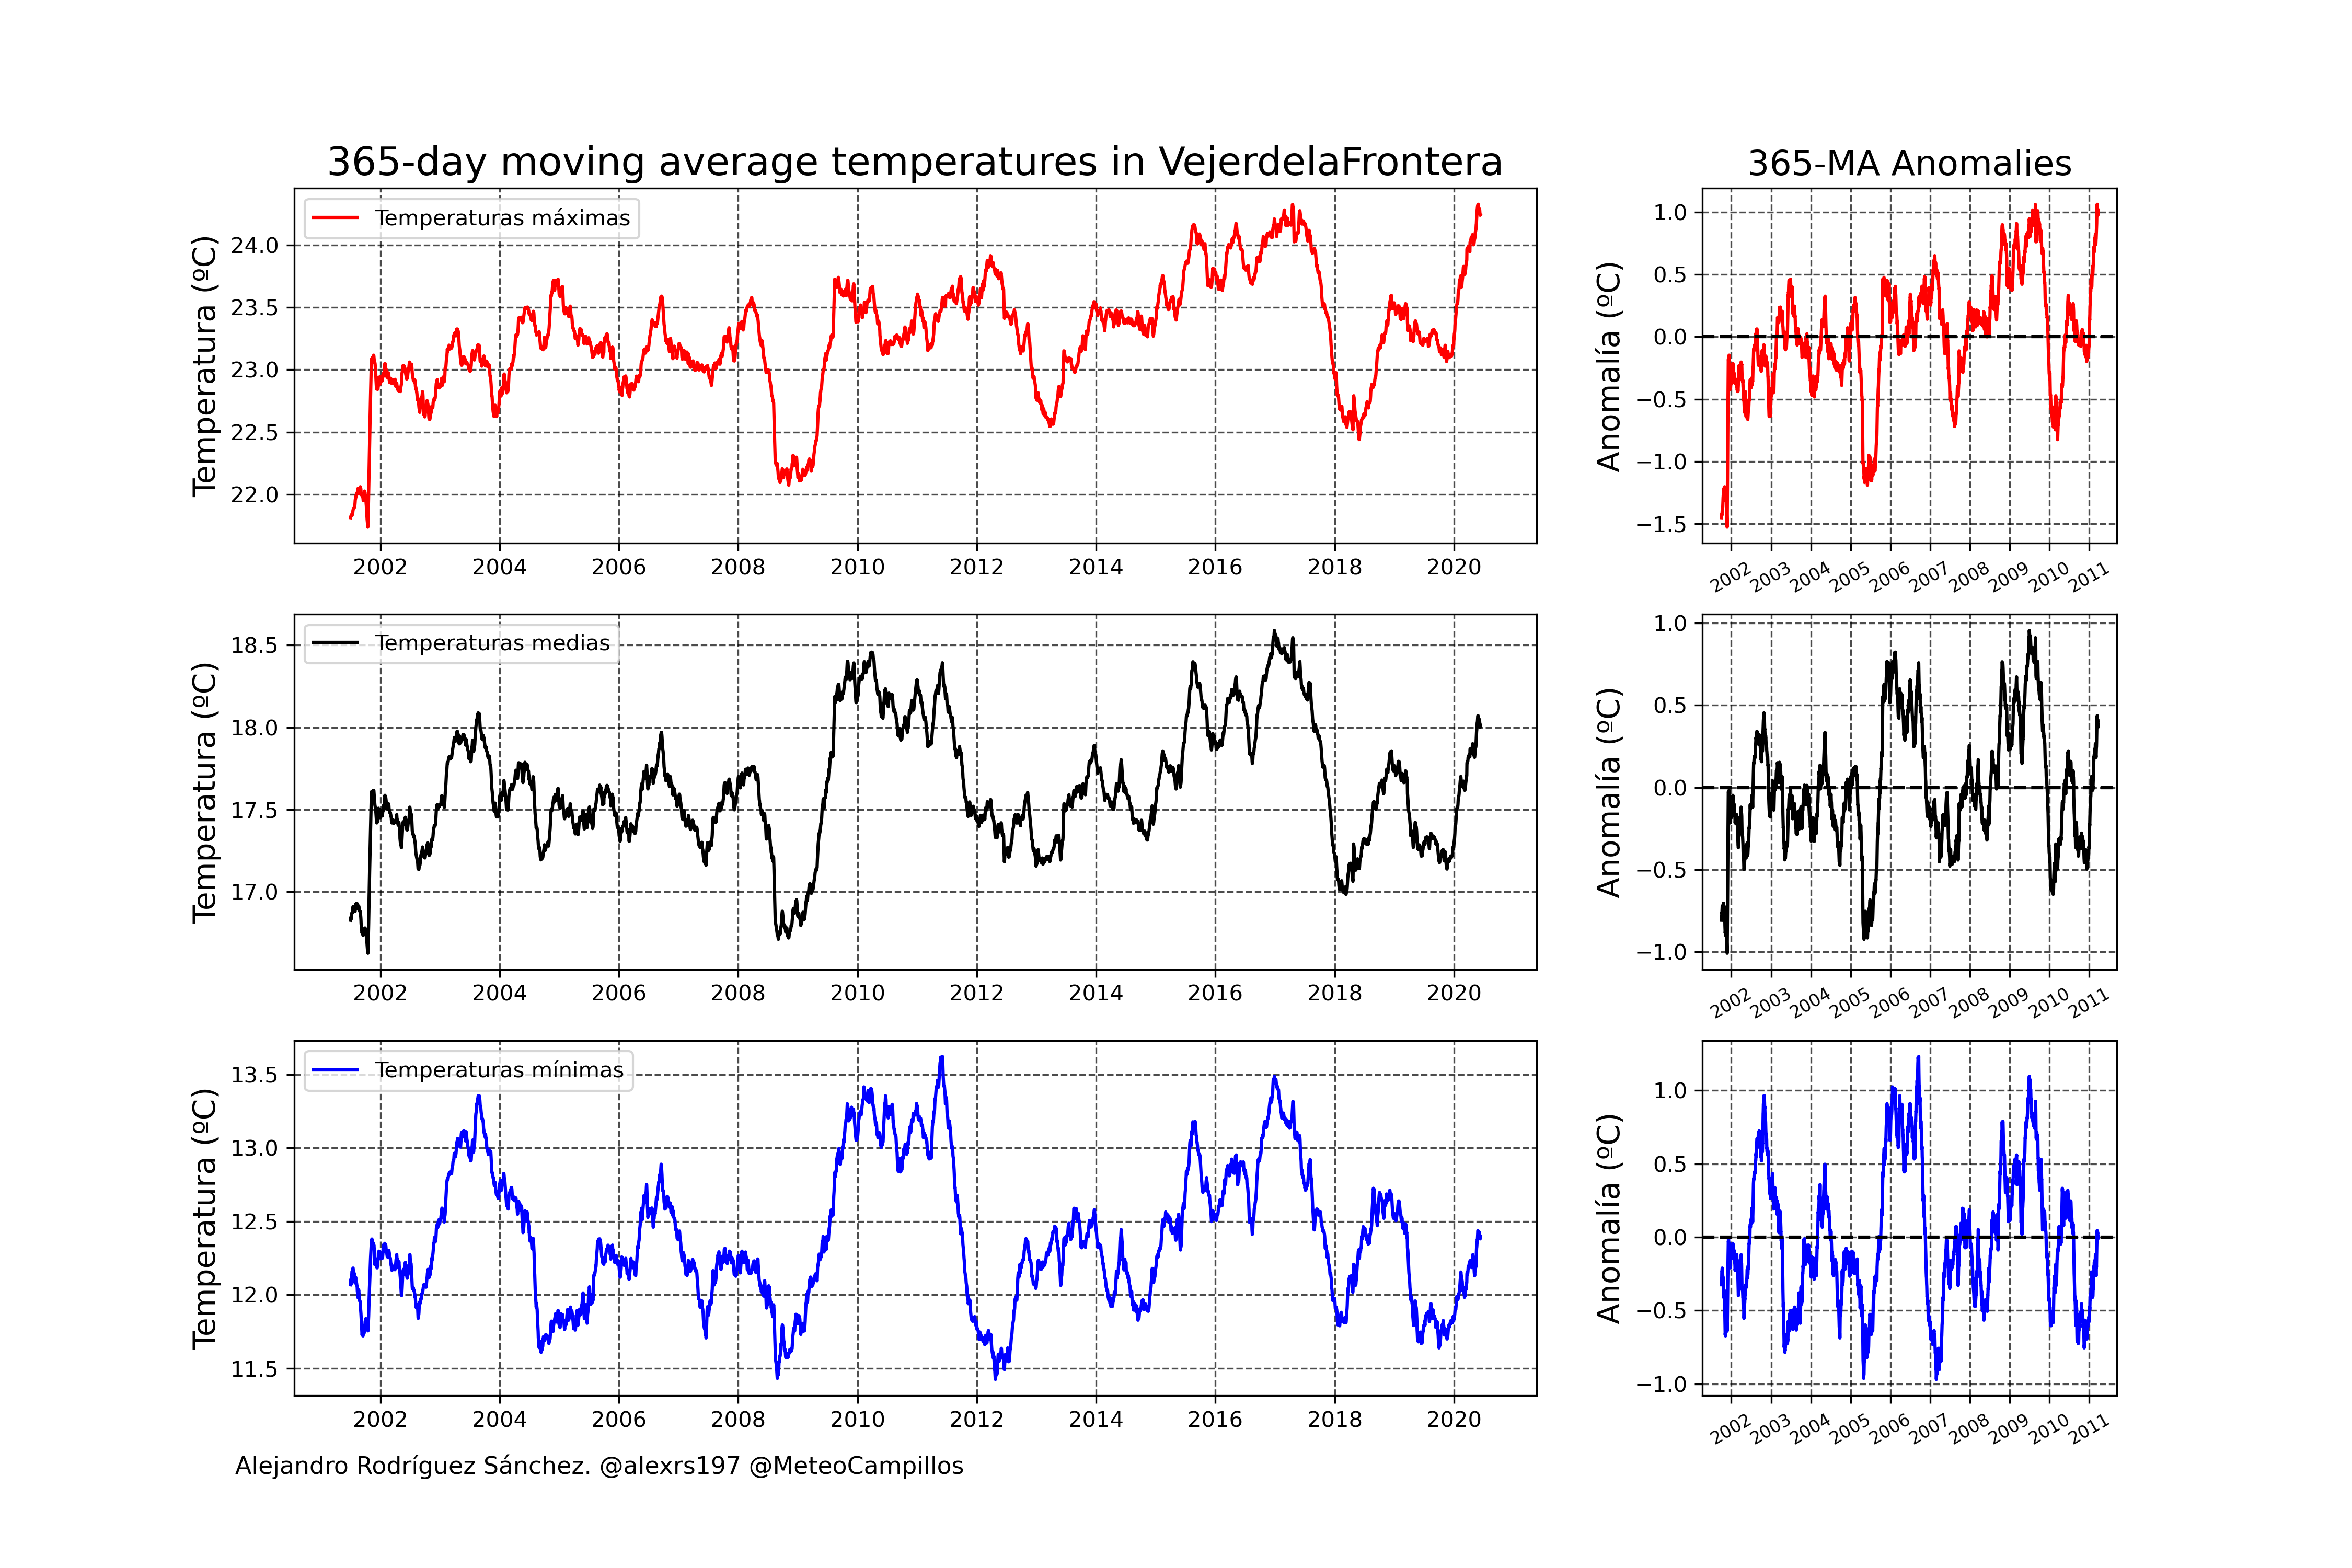 365-day moving average temperatures in VejerdelaFrontera
365-MA Anomalies
Temperaturas máximas
Temperatura (ºC)
24.0
23.5
23.0
22.5
22.0
2002 2004 2006 2008 2010 2012 2014 2016 2018 2020
Anomalía (ºC)
1.0
0.5
0.0
−0.5
−1.0
−1.5
2002 2003 2004 2005 2006 2007 2008 2009 2010 2011
Temperaturas medias
Temperatura (ºC)
18.5
18.0
17.5
17.0
2002 2004 2006 2008 2010 2012 2014 2016 2018 2020
Anomalía (ºC)
1.0
0.5
0.0
−0.5
−1.0
2002 2003 2004 2005 2006 2007 2008 2009 2010 2011
Temperaturas mínimas
Temperatura (ºC)
13.5
13.0
12.5
12.0
11.5
2002 2004 2006 2008 2010 2012 2014 2016 2018 2020
Anomalía (ºC)
1.0
0.5
0.0
−0.5
−1.0
2002 2003 2004 2005 2006 2007 2008 2009 2010 2011
Alejandro Rodríguez Sánchez. @alexrs197 @MeteoCampillos